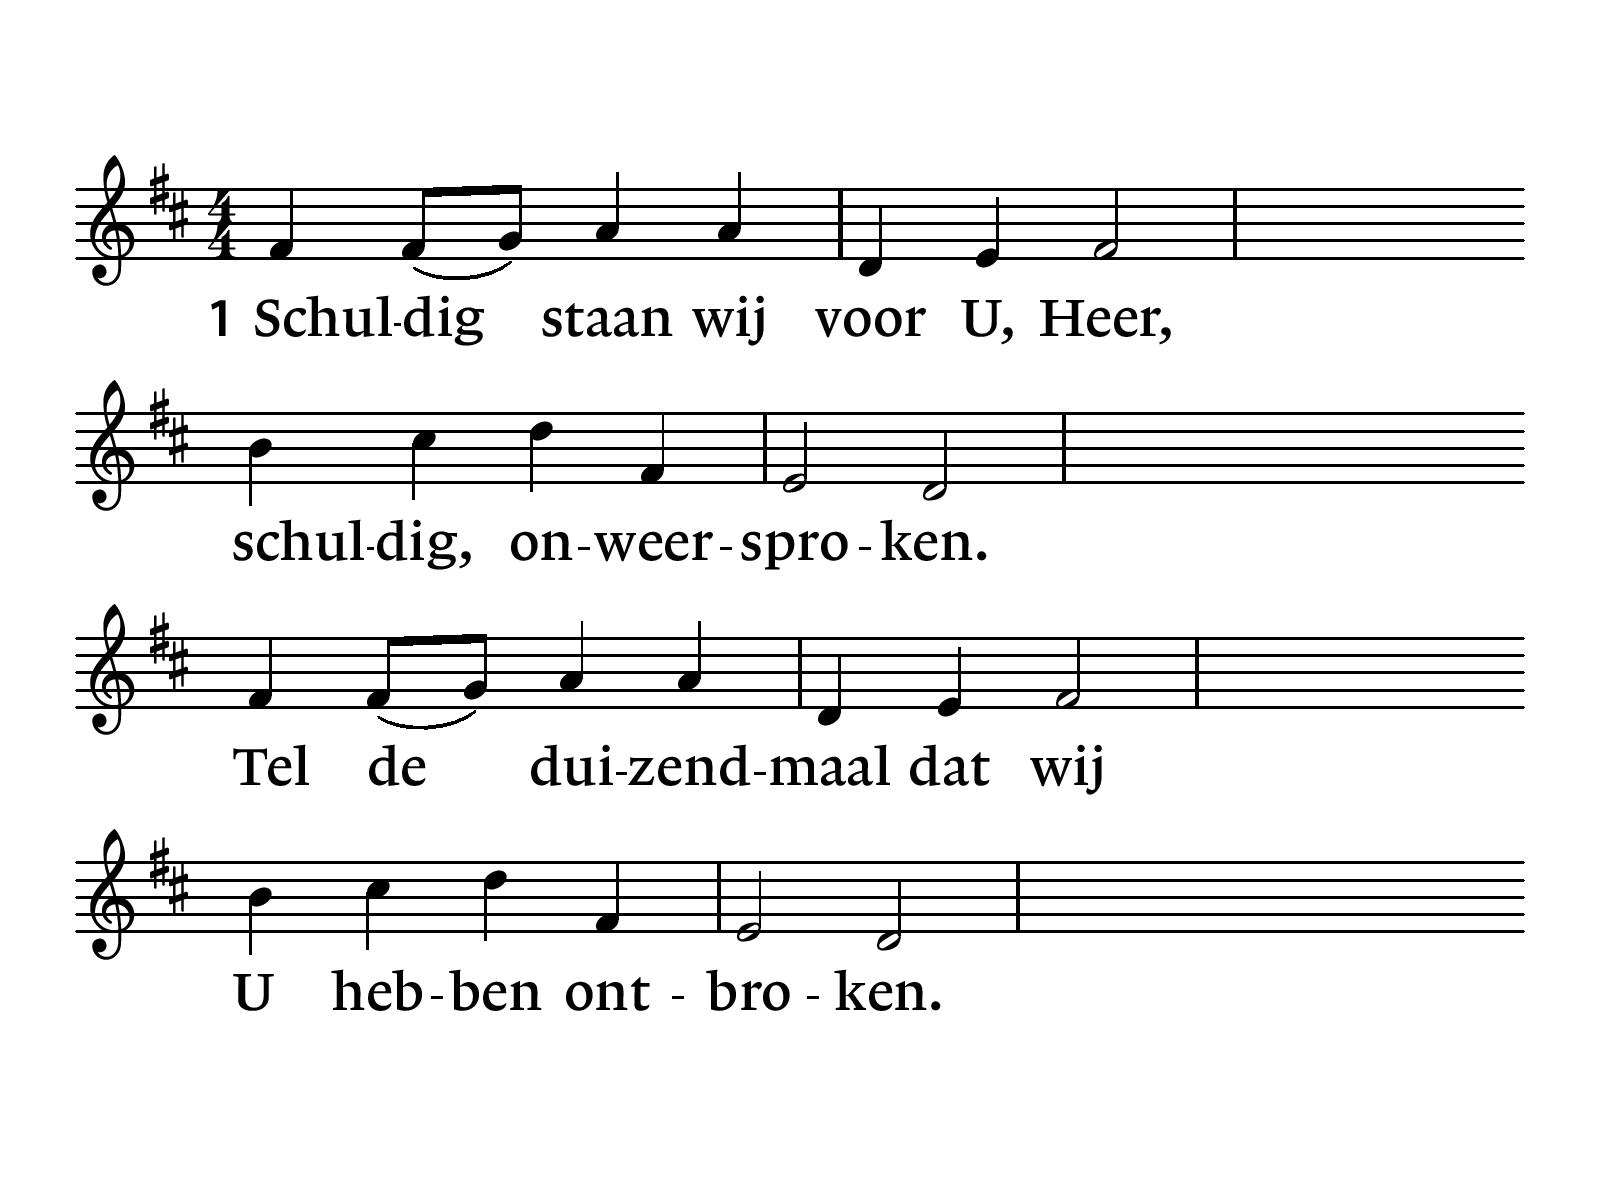 1 Schul-dig staan wij voor U, Heer,
schul-dig, on-weer-spro-ken.
Tel de dui-zend-maal dat wij
U heb-ben ont-bro-ken.